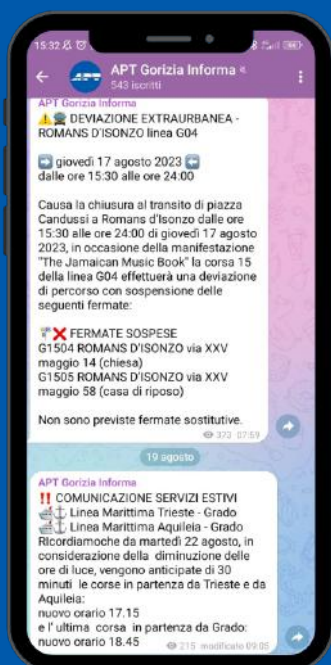 15:32
APT Gorizia Informa
543 iscritti
APT Gorizia Informa
DEVIAZIONE EXTRAURBANA -
ROMANS D'ISONZO linea G04
giovedì 17 agosto 2023
dalle ore 15:30 alle ore 24:00
Causa la chiusura al transito di piazza
Candussi a Romans d'Isonzo dalle ore
15:30 alle ore 24:00 di giovedì 17 agosto
2023, in occasione della manifestazione
"The Jamaican Music Book" la corsa 15
della linea G04 effettuerà una deviazione
di percorso con sospensione delle
seguenti fermate:
FERMATE SOSPESE
G1504 ROMANS D'ISONZO via XXV
maggio 14 (chiesa)
G1505 ROMANS D'ISONZO via XXV
maggio 58 (casa di riposo)
Non sono previste fermate sostitutive.
373 07:59
19 agosto
APT Gorizia Informa
‼ COMUNICAZIONE SERVIZI ESTIVI
Linea Marittima Trieste - Grado
Linea Marittima Aquileia - Grado
Ricordiamoche da martedì 22 agosto, in
considerazione della diminuzione delle
ore di luce, vengono anticipate di 30
minuti le corse in partenza da Trieste e da
Aquileia:
nuovo orario 17.15
e l' ultima corsa in partenza da Grado:
nuovo orario 18.45
215 modificato 09:05